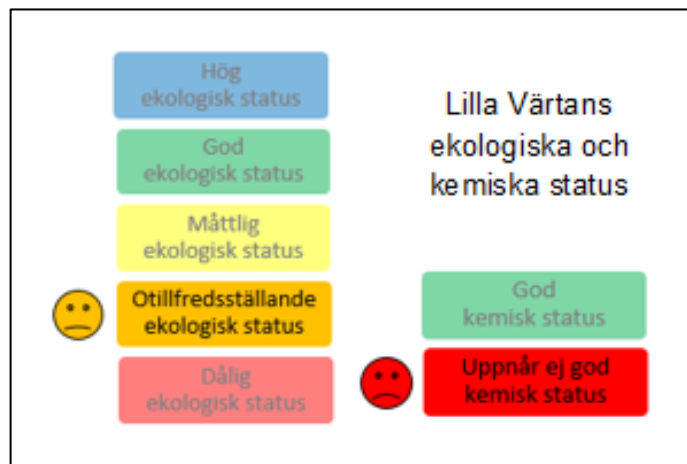 Hög
ekologisk status
God
ekologisk status
Måttlig
ekologisk status
Otillfredsställande
ekologisk status
Dålig
ekologisk status
Lilla Värtans
ekologiska och
kemiska status
God
kemisk status
Uppnår ej god
kemisk status